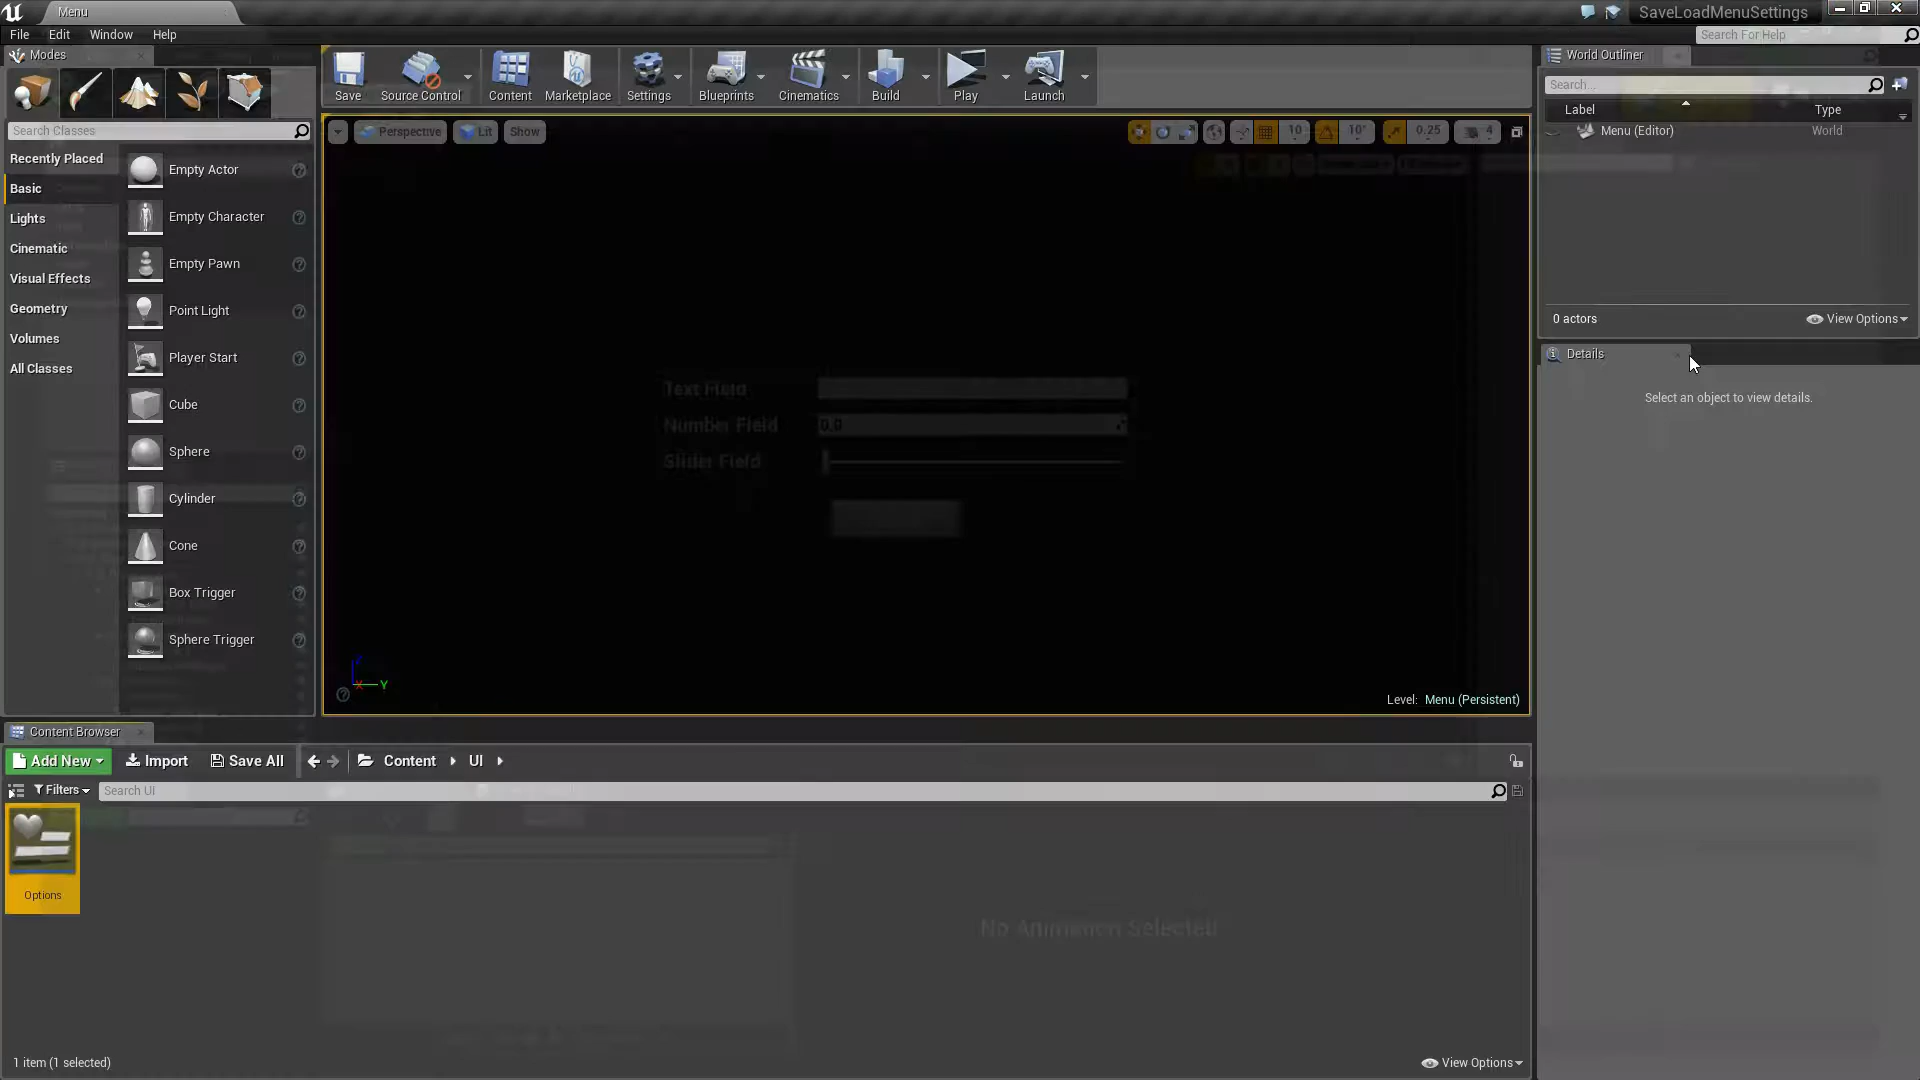 Menu
SaveLoadMenuSettings
File Edit Window Help
Search For Help
Modes
Save
Source Control
Content
Marketplace
Settings
Blueprints
Cinematics
Build
Play
Launch
World Outliner
Search...
Label Type
Menu (Editor) World
0 actors
View Options
Details
Select an object to view details.
Search Classes
Recently Placed
Basic
Lights
Cinematic
Visual Effects
Geometry
Volumes
All Classes
Empty Actor
Empty Character
Empty Pawn
Point Light
Player Start
Cube
Sphere
Cylinder
Cone
Box Trigger
Sphere Trigger
Perspective Lit Show
10 10° 0.25 4
Text Field
Number Field 0.0
Slider Field
Z
X Y
Level: Menu (Persistent)
Content Browser
Add New Import Save All Content UI
Filters Search UI
Options
No Animation Selected
1 item (1 selected)
View Options